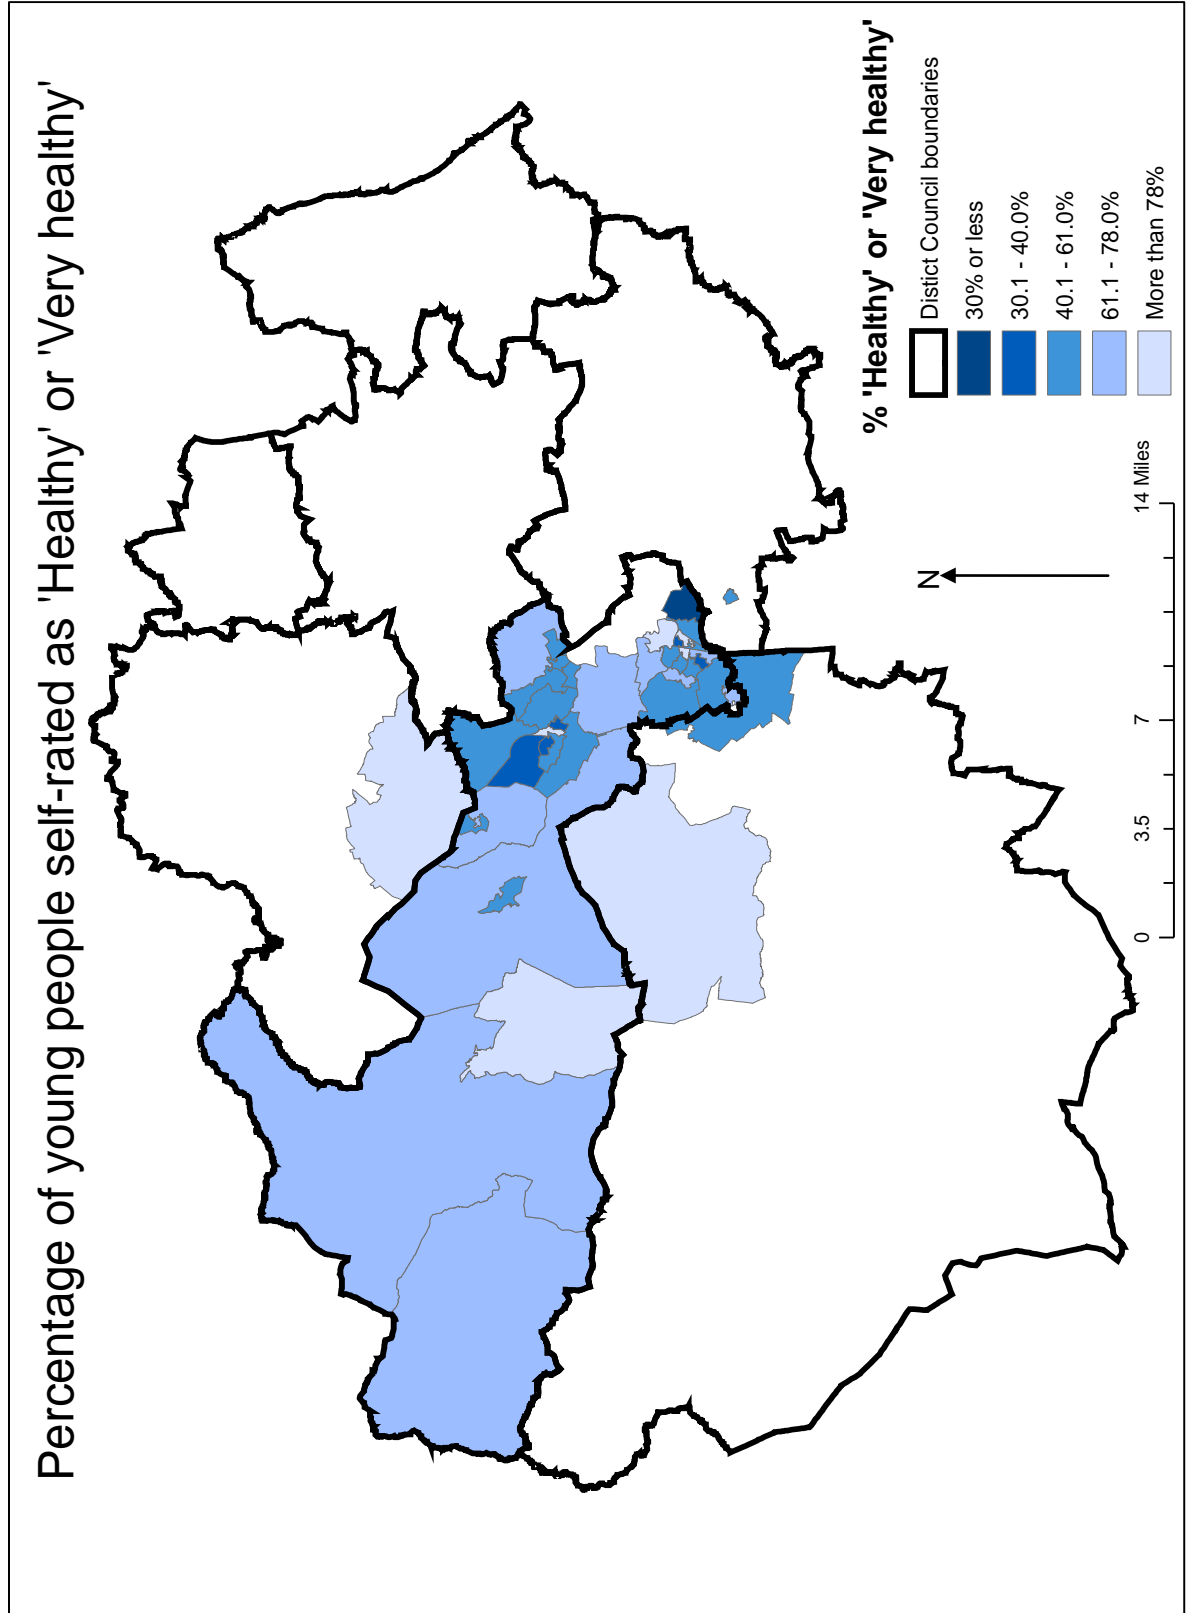 Percentage of young people self-rated as 'Healthy' or 'Very healthy'
% 'Healthy' or 'Very healthy'
Distict Council boundaries
30% or less
30.1 - 40.0%
40.1 - 61.0%
61.1 - 78.0%
More than 78%
N
0 3.5 7 14 Miles